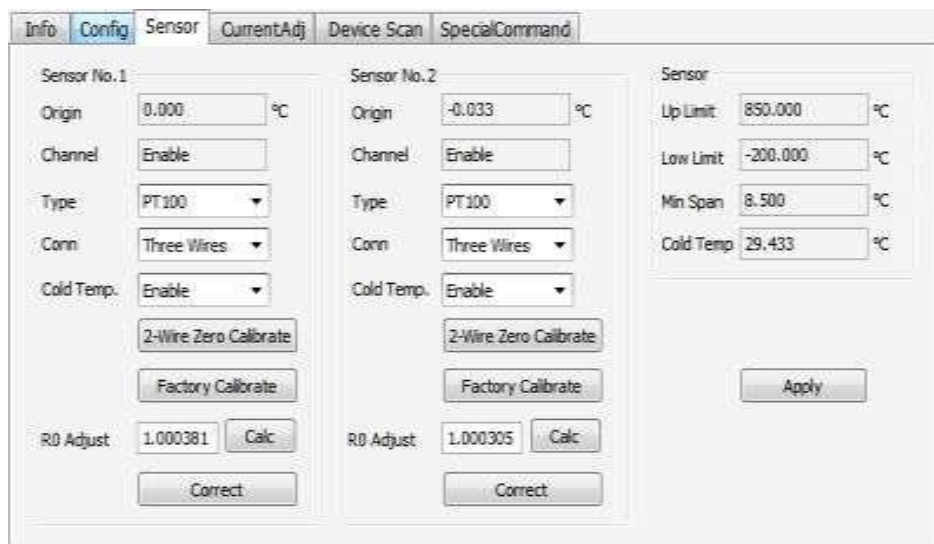 Info Config Sensor CurrentAdj Device Scan SpecialCommand
Sensor No.1
Origin 0.000 ℃
Channel Enable
Type PT100
Conn Three Wires
Cold Temp. Enable
2-Wire Zero Calibrate
Factory Calibrate
R0 Adjust 1.000381 Calc
Correct
Sensor No.2
Origin -0.033 ℃
Channel Enable
Type PT100
Conn Three Wires
Cold Temp. Enable
2-Wire Zero Calibrate
Factory Calibrate
R0 Adjust 1.000305 Calc
Correct
Sensor
Up Limit 850.000 ℃
Low Limit -200.000 ℃
Min Span 8.500 ℃
Cold Temp 29.433 ℃
Apply